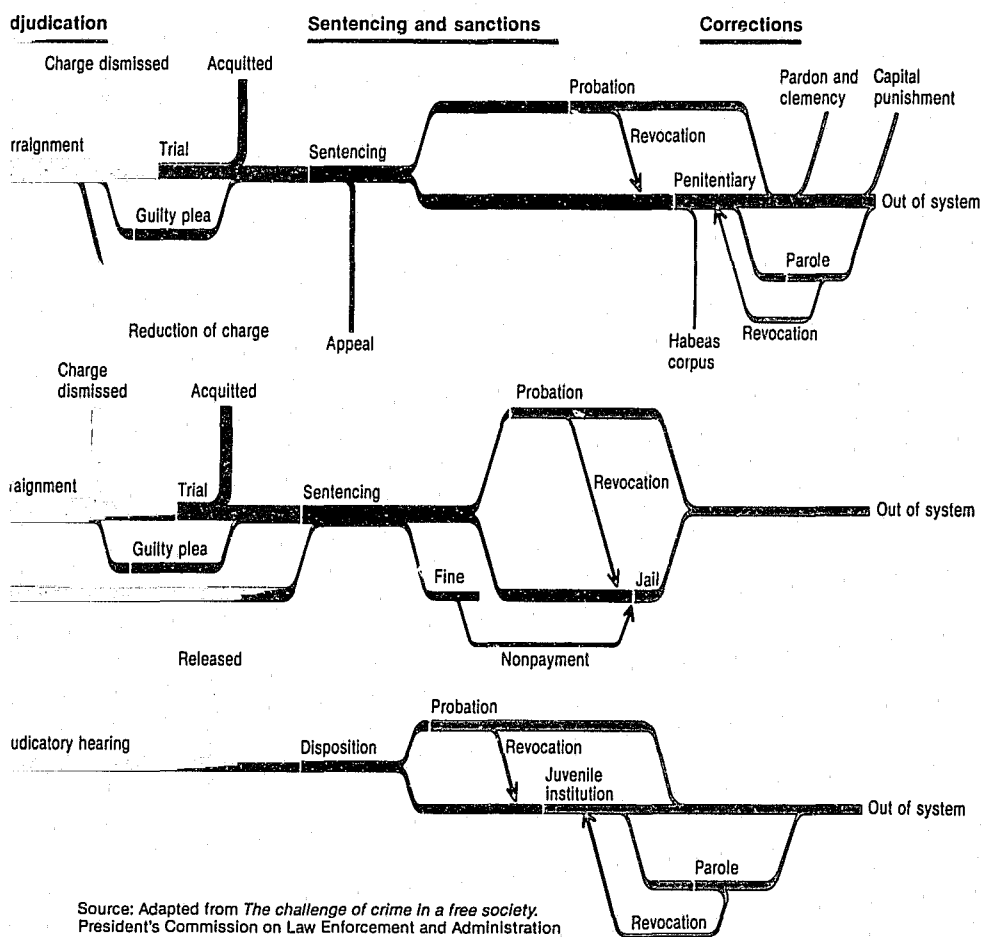 djudication
Sentencing and sanctions
Corrections
Charge dismissed
Acquitted
Probation
Pardon and
clemency
Capital
punishment
rraignment
Trial
Sentencing
Revocation
Penitentiary
Out of system
Guilty plea
Parole
Reduction of charge
Appeal
Habeas
corpus
Revocation
Charge
dismissed
Acquitted
Probation
raignment
Trial
Sentencing
Revocation
Out of system
Guilty plea
Fine
Jail
Released
Nonpayment
Probation
udicatory hearing
Disposition
Revocation
Juvenile
institution
Out of system
Parole
Revocation
Source: Adapted from The challenge of crime in a free society.
President's Commission on Law Enforcement and Administration